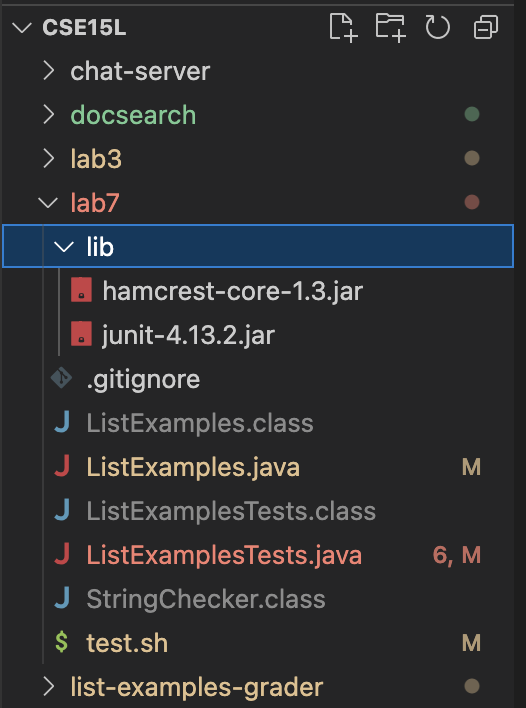 CSE15L
chat-server
docsearch
lab3
lab7
lib
hamcrest-core-1.3.jar
junit-4.13.2.jar
.gitignore
ListExamples.class
ListExamples.java M
ListExamplesTests.class
ListExamplesTests.java 6, M
StringChecker.class
$ test.sh M
list-examples-grader